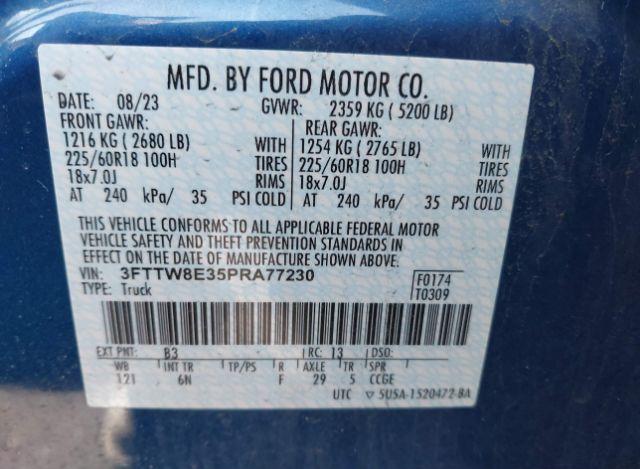 MFD. BY FORD MOTOR CO.
DATE: 08/23 GVWR: 2359 KG ( 5200 LB)
FRONT GAWR: REAR GAWR:
1216 KG ( 2680 LB) WITH 1254 KG ( 2765 LB) WITH
225/60R18 100H TIRES 225/60R18 100H TIRES
18x7.0J RIMS 18x7.0J RIMS
AT 240 kPa/ 35 PSI COLD AT 240 kPa/ 35 PSI COLD
THIS VEHICLE CONFORMS TO ALL APPLICABLE FEDERAL MOTOR
VEHICLE SAFETY AND THEFT PREVENTION STANDARDS IN
EFFECT ON THE DATE OF MANUFACTURE SHOWN ABOVE.
VIN: 3FTTW8E35PRA77230 F0174
TYPE: Truck T0309
EXT PNT: B3 RC: 13 DSO:
WB INT TR TP/PS R AXLE TR SPR
121 6N F 29 5 CCGE
UTC ▽ 5U5A-1520472-BA